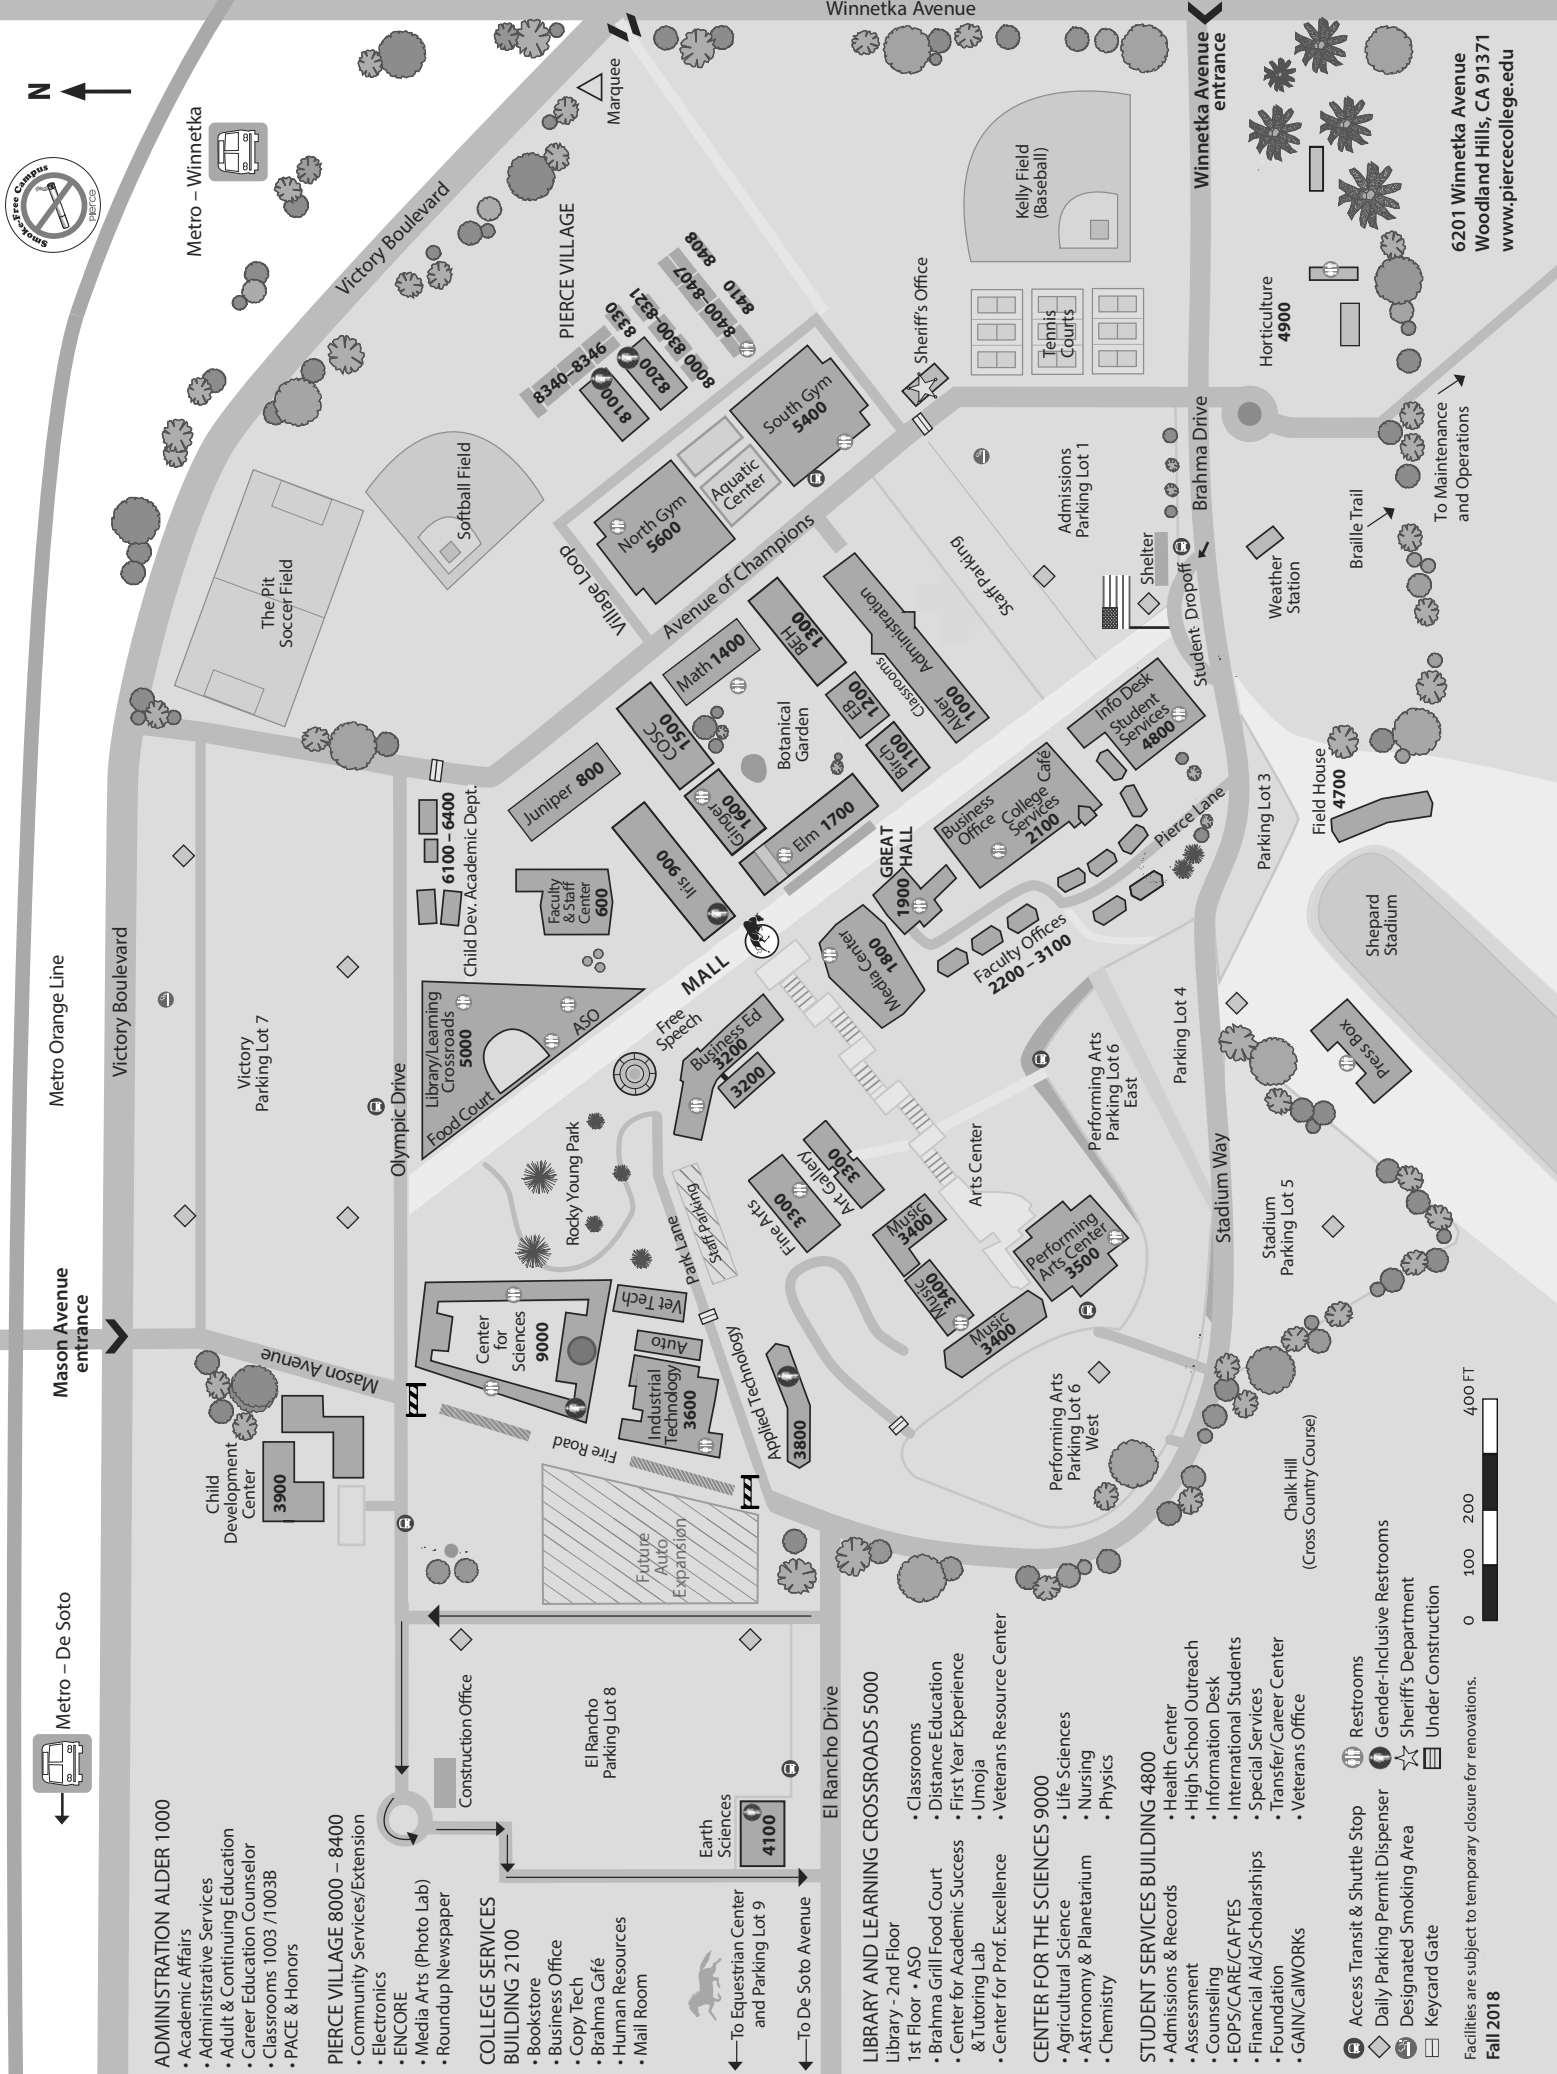 Smoke-Free Campus
PIERCE
N
Metro – De Soto
Metro Orange Line
Metro – Winnetka
Mason Avenue
entrance
Victory Boulevard
Victory Boulevard
Winnetka Avenue
Winnetka Avenue
entrance
Marquee
Mason Avenue
Victory
Parking Lot 7
The Pit
Soccer Field
Softball Field
PIERCE VILLAGE
8340–8346
8330
8300–8321
8000
8100
8200
8400–8407
8408
8410
Child
Development
Center
3900
Olympic Drive
6100 – 6400
Child Dev. Academic Dept.
Library/Learning
Crossroads
5000
Food Court
ASO
Faculty
& Staff
Center
600
Juniper 800
Iris 900
COSC
1500
Ginger
1600
Math 1400
Village Loop
Avenue of Champions
North Gym
5600
Aquatic
Center
South Gym
5400
Sheriff's Office
Kelly Field
(Baseball)
Tennis
Courts
BEH
1300
FEB
1200
Birch
1100
Elm 1700
Botanical
Garden
Administration
Classrooms
Alder
1000
Staff Parking
Admissions
Parking Lot 1
Shelter
Student Dropoff
Brahma Drive
MALL
Free
Speech
GREAT
HALL
1900
Media Center
1800
Business
Office
College
Services
2100
Café
Info Desk
Student
Services
4800
Pierce Lane
Faculty Offices
2200 – 3100
Business Ed
3200
3200
Rocky Young Park
Park Lane
Staff Parking
Center
for
Sciences
9000
Vet Tech
Auto
Industrial
Technology
3600
Applied Technology
3800
Fire Road
Future
Auto
Expansion
Fine Arts
3300
Art Gallery
3300
Music
3400
Music
3400
Music
3400
Arts Center
Performing
Arts Center
3500
Performing Arts
Parking Lot 6
East
Performing Arts
Parking Lot 6
West
Parking Lot 4
Parking Lot 3
Stadium Way
Stadium
Parking Lot 5
Press Box
Shepard
Stadium
Field House
4700
Weather
Station
Braille Trail
To Maintenance
and Operations
Horticulture
4900
Chalk Hill
(Cross Country Course)
Construction Office
El Rancho
Parking Lot 8
Earth
Sciences
4100
El Rancho Drive
To Equestrian Center
and Parking Lot 9
To De Soto Avenue
6201 Winnetka Avenue
Woodland Hills, CA 91371
www.piercecollege.edu
ADMINISTRATION ALDER 1000
• Academic Affairs
• Administrative Services
• Adult & Continuing Education
• Career Education Counselor
• Classrooms 1003 /1003B
• PACE & Honors
PIERCE VILLAGE 8000 – 8400
• Community Services/Extension
• Electronics
• ENCORE
• Media Arts (Photo Lab)
• Roundup Newspaper
COLLEGE SERVICES
BUILDING 2100
• Bookstore
• Business Office
• Copy Tech
• Brahma Café
• Human Resources
• Mail Room
LIBRARY AND LEARNING CROSSROADS 5000
Library - 2nd Floor
1st Floor • ASO
• Brahma Grill Food Court
• Center for Academic Success
& Tutoring Lab
• Center for Prof. Excellence
• Classrooms
• Distance Education
• First Year Experience
• Umoja
• Veterans Resource Center
CENTER FOR THE SCIENCES 9000
• Agricultural Science
• Astronomy & Planetarium
• Chemistry
• Life Sciences
• Nursing
• Physics
STUDENT SERVICES BUILDING 4800
• Admissions & Records
• Assessment
• Counseling
• EOPS/CARE/CAFYES
• Financial Aid/Scholarships
• Foundation
• GAIN/CalWORKs
• Health Center
• High School Outreach
• Information Desk
• International Students
• Special Services
• Transfer/Career Center
• Veterans Office
Access Transit & Shuttle Stop
Daily Parking Permit Dispenser
Designated Smoking Area
Keycard Gate
Restrooms
Gender-Inclusive Restrooms
Sheriff's Department
Under Construction
0 100 200 400 FT
Facilities are subject to temporary closure for renovations.
Fall 2018